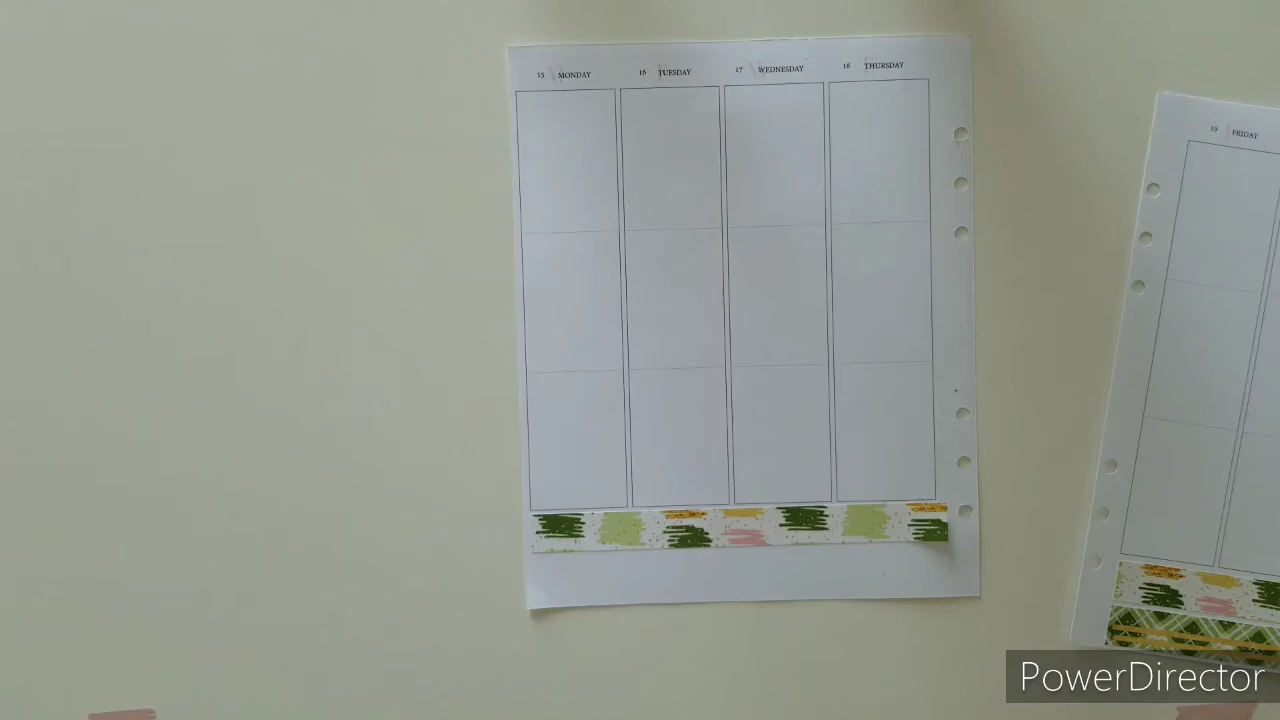 15 MONDAY
16 TUESDAY
17 WEDNESDAY
18 THURSDAY
19 FRIDAY
PowerDirector